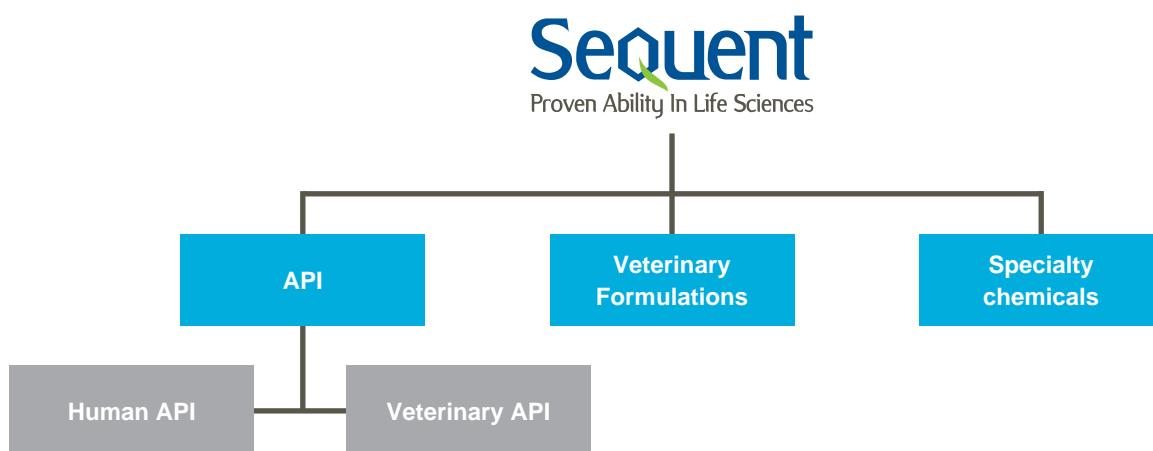 SeQuent
Proven Ability In Life Sciences
API
Veterinary
Formulations
Specialty
chemicals
Human API
Veterinary API